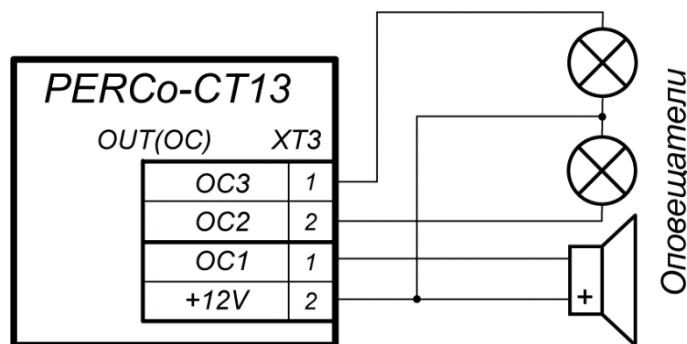 PERCo-CT13
OUT(OC) XT3
OC3 1
OC2 2
OC1 1
+12V 2
+
Оповещатели